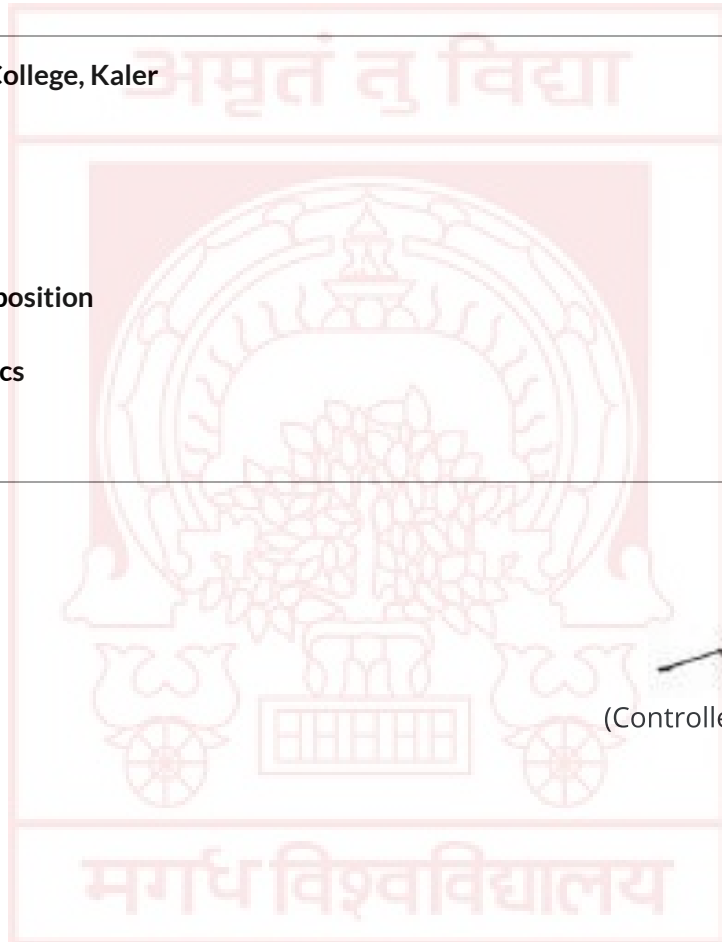 अमृतं तु विद्या
College, Kaler
position
cs
(Controlle
मगध विश्वविद्यालय